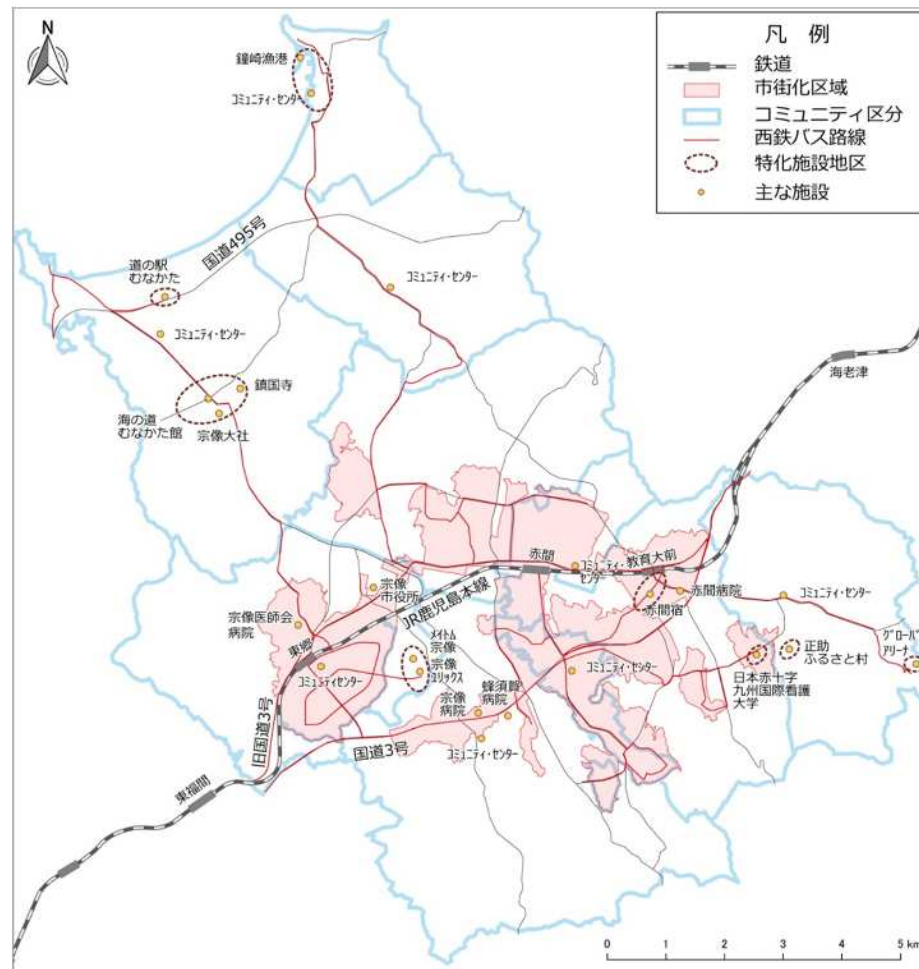 N
凡 例
鉄道
市街化区域
コミュニティ区分
西鉄バス路線
特化施設地区
主な施設
鐘崎漁港
コミュニティ・センター
国道495号
道の駅
むなかた
コミュニティ・センター
コミュニティ・センター
鎮国寺
海の道
むなかた館
宗像大社
海老津
赤間
コミュニティ・
センター
教育大前
宗像
市役所
JR鹿児島本線
赤間宿
赤間病院
コミュニティ・センター
宗像医師会
病院
東郷
メイトム
宗像
宗像
ユリックス
コミュニティセンター
グローバル
アリーナ
正助
ふるさと村
日本赤十字
九州国際看護
大学
コミュニティ・センター
蜂須賀
病院
宗像
病院
コミュニティ・センター
旧国道3号
国道3号
東福間
0 1 2 3 4 5 km